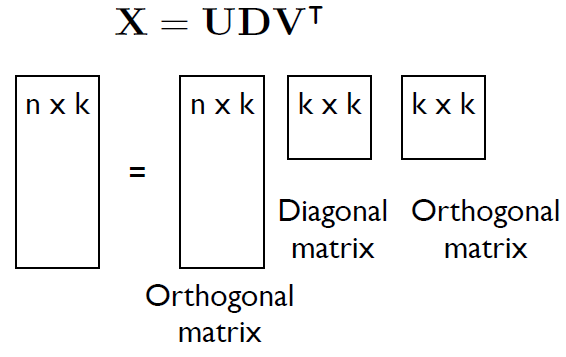 X = UDVᵀ
n x k
=
n x k
k x k
k x k
Diagonal
matrix
Orthogonal
matrix
Orthogonal
matrix